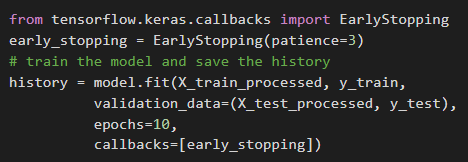 from tensorflow.keras.callbacks import EarlyStopping
early_stopping = EarlyStopping(patience=3)
# train the model and save the history
history = model.fit(X_train_processed, y_train,
          validation_data=(X_test_processed, y_test),
          epochs=10,
          callbacks=[early_stopping])